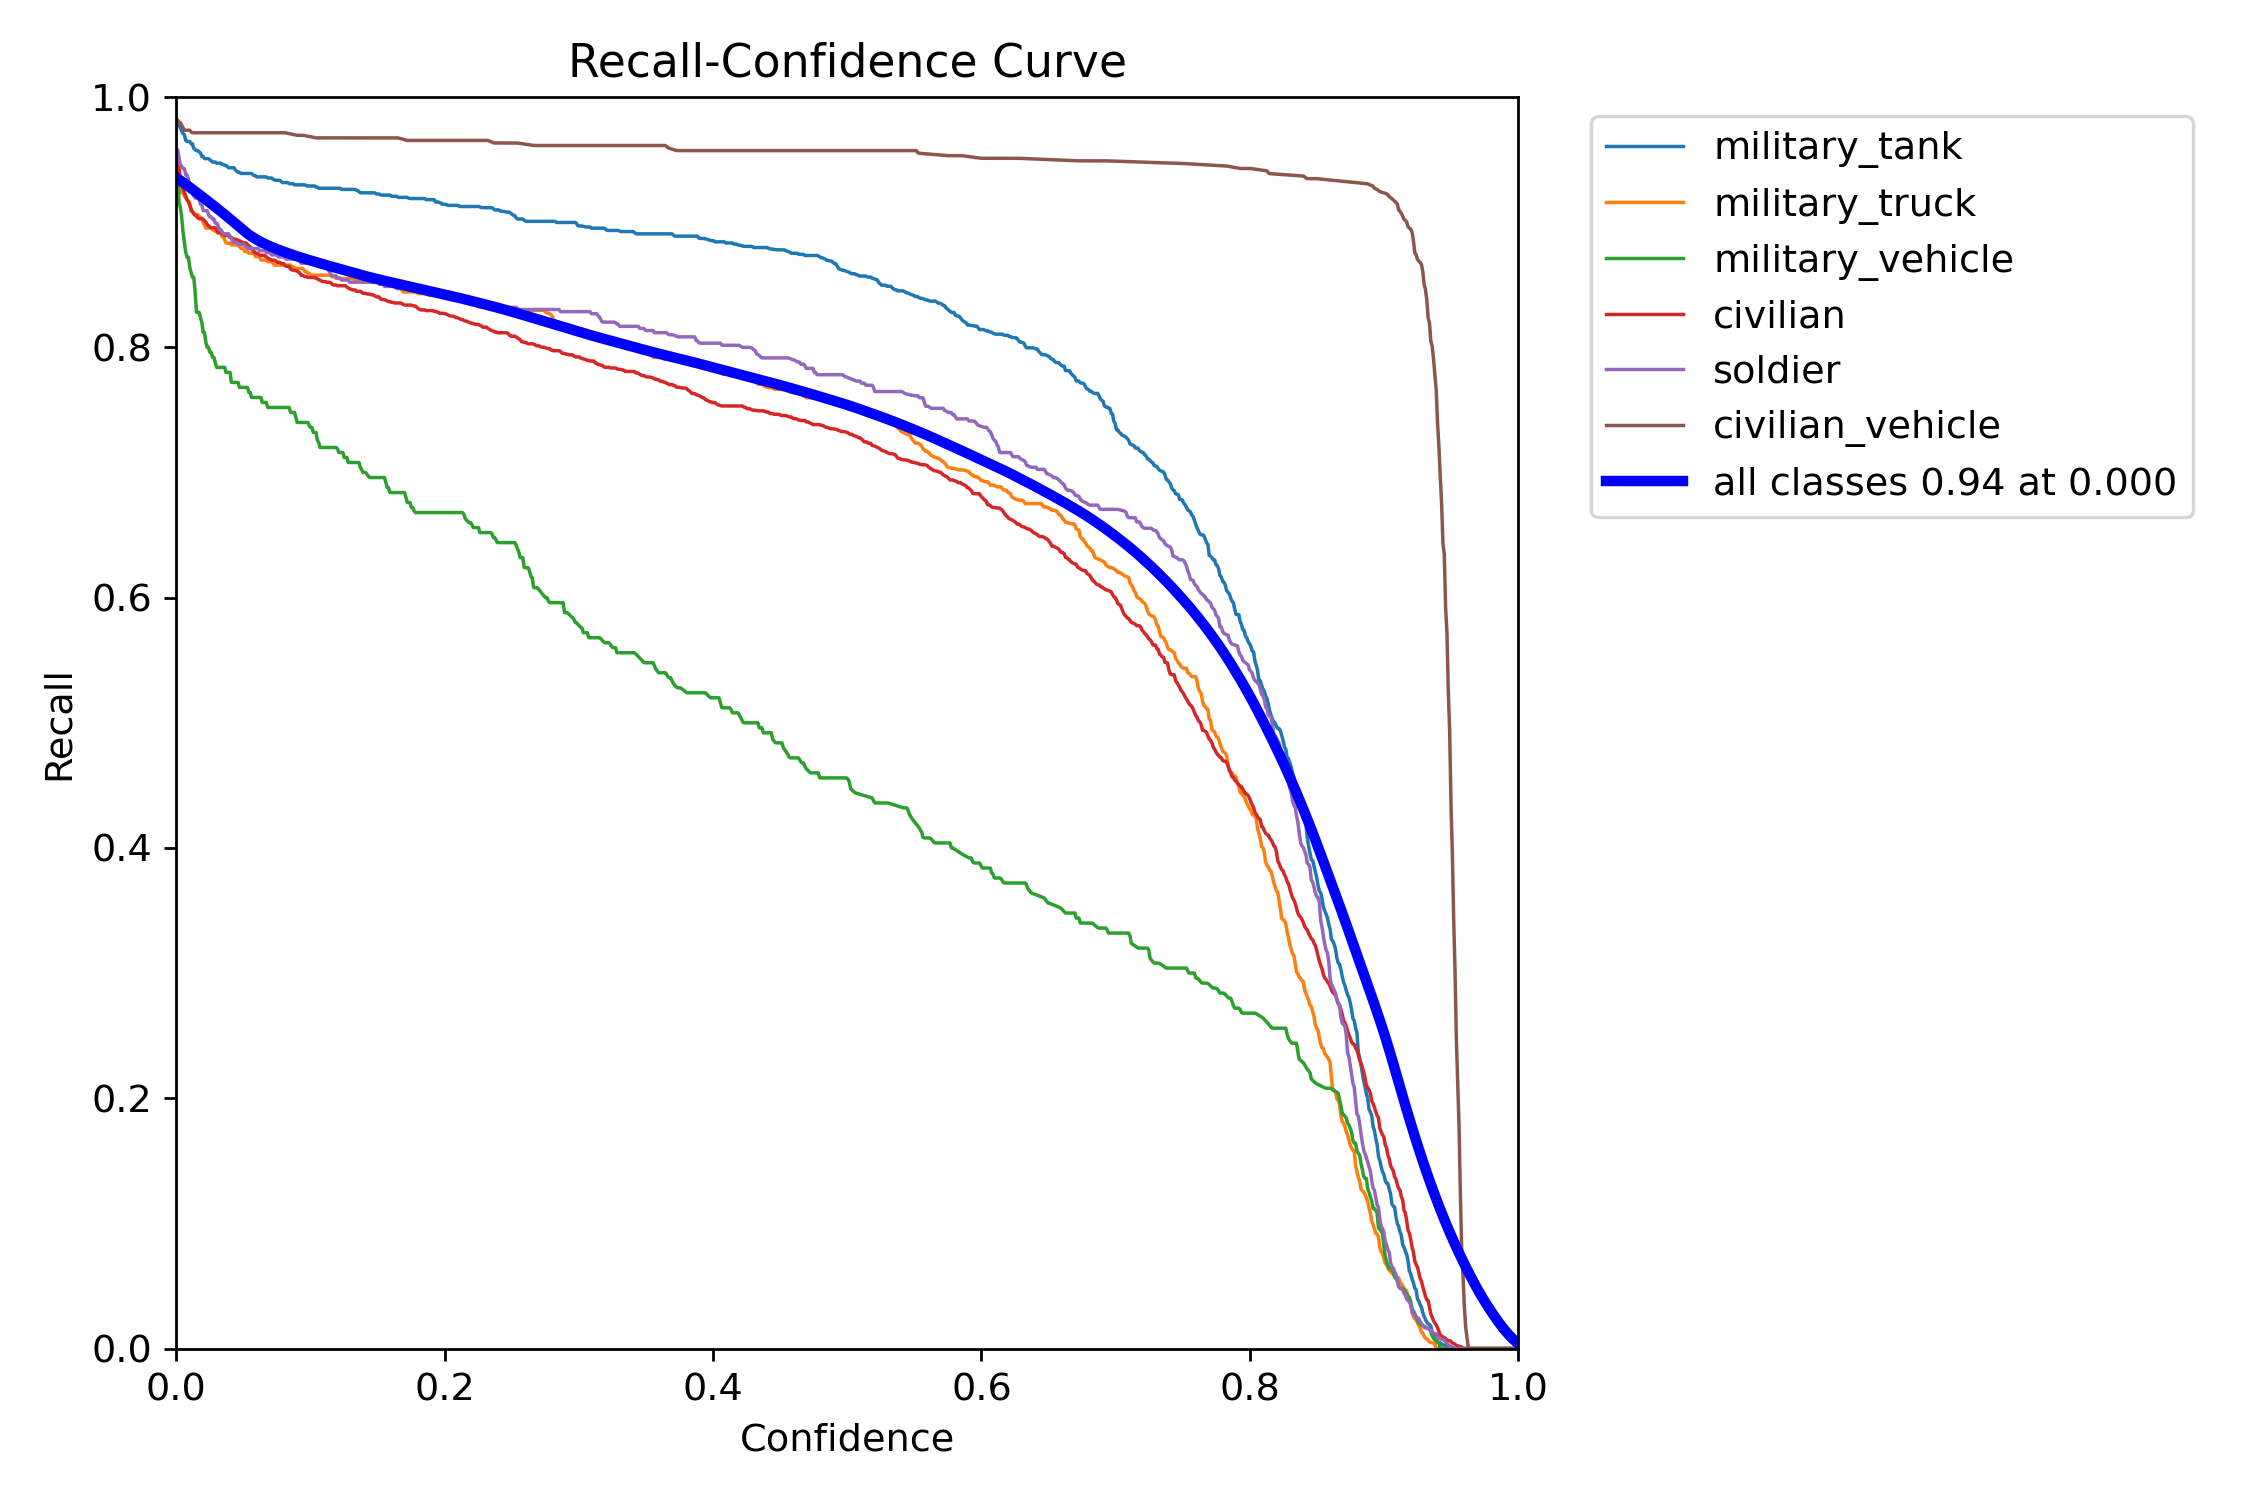 Recall-Confidence Curve
1.0
0.8
0.6
0.4
0.2
0.0
Recall
0.0 0.2 0.4 0.6 0.8 1.0
Confidence
military_tank
military_truck
military_vehicle
civilian
soldier
civilian_vehicle
all classes 0.94 at 0.000